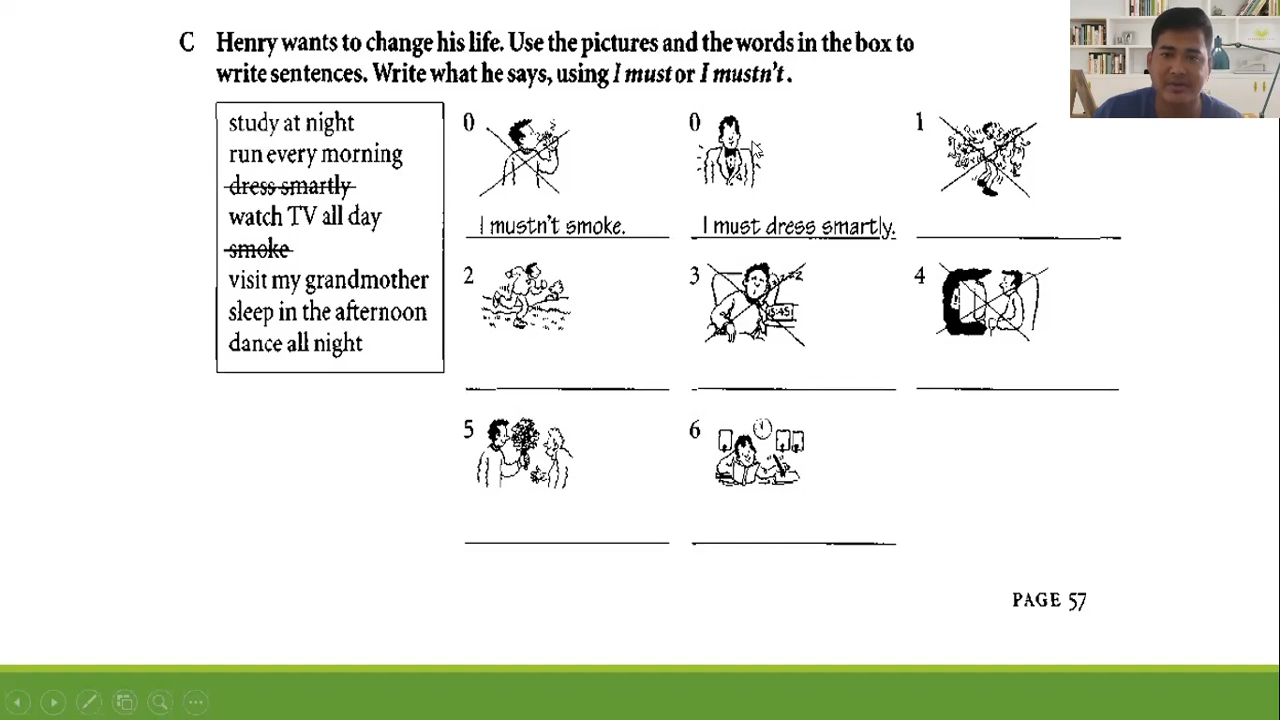 C Henry wants to change his life. Use the pictures and the words in the box to
write sentences. Write what he says, using I must or I mustn't.
study at night
run every morning
dress smartly
watch TV all day
smoke
visit my grandmother
sleep in the afternoon
dance all night
0
0
1
I mustn't smoke.
I must dress smartly.
2
3
15:45
4
5
6
PAGE 57